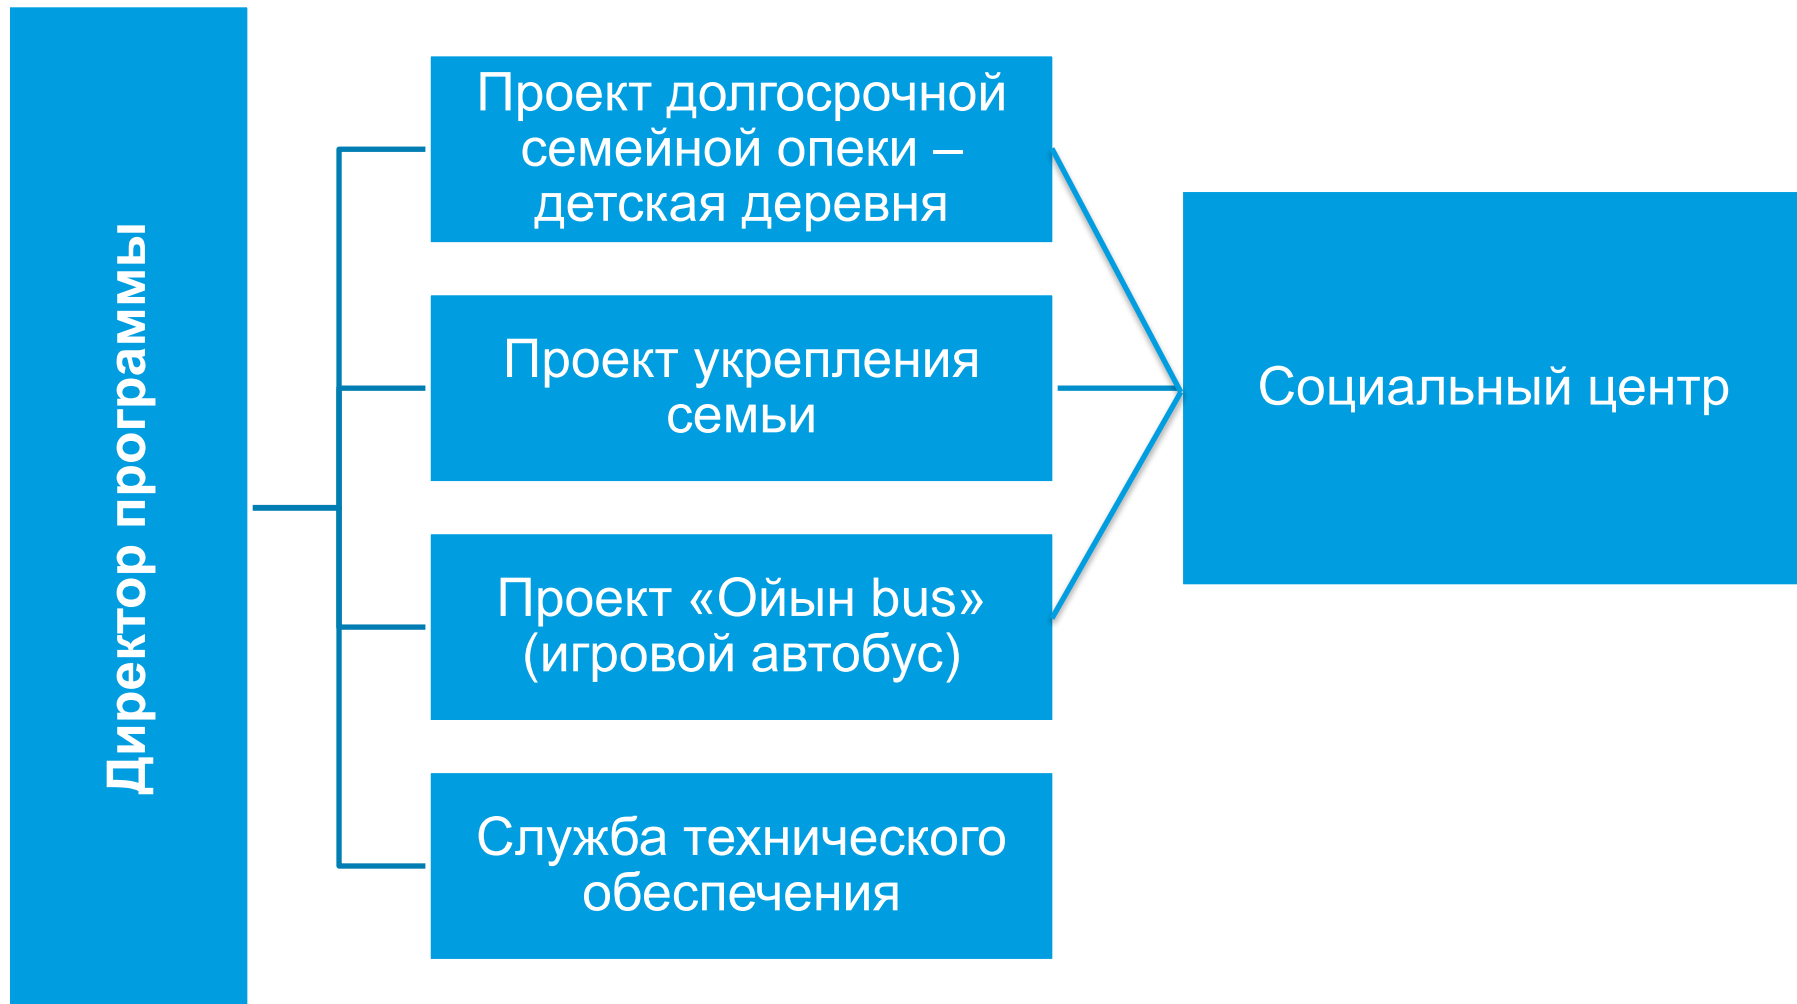 Директор программы
Проект долгосрочной
семейной опеки –
детская деревня
Проект укрепления
семьи
Проект «Ойын bus»
(игровой автобус)
Служба технического
обеспечения
Социальный центр